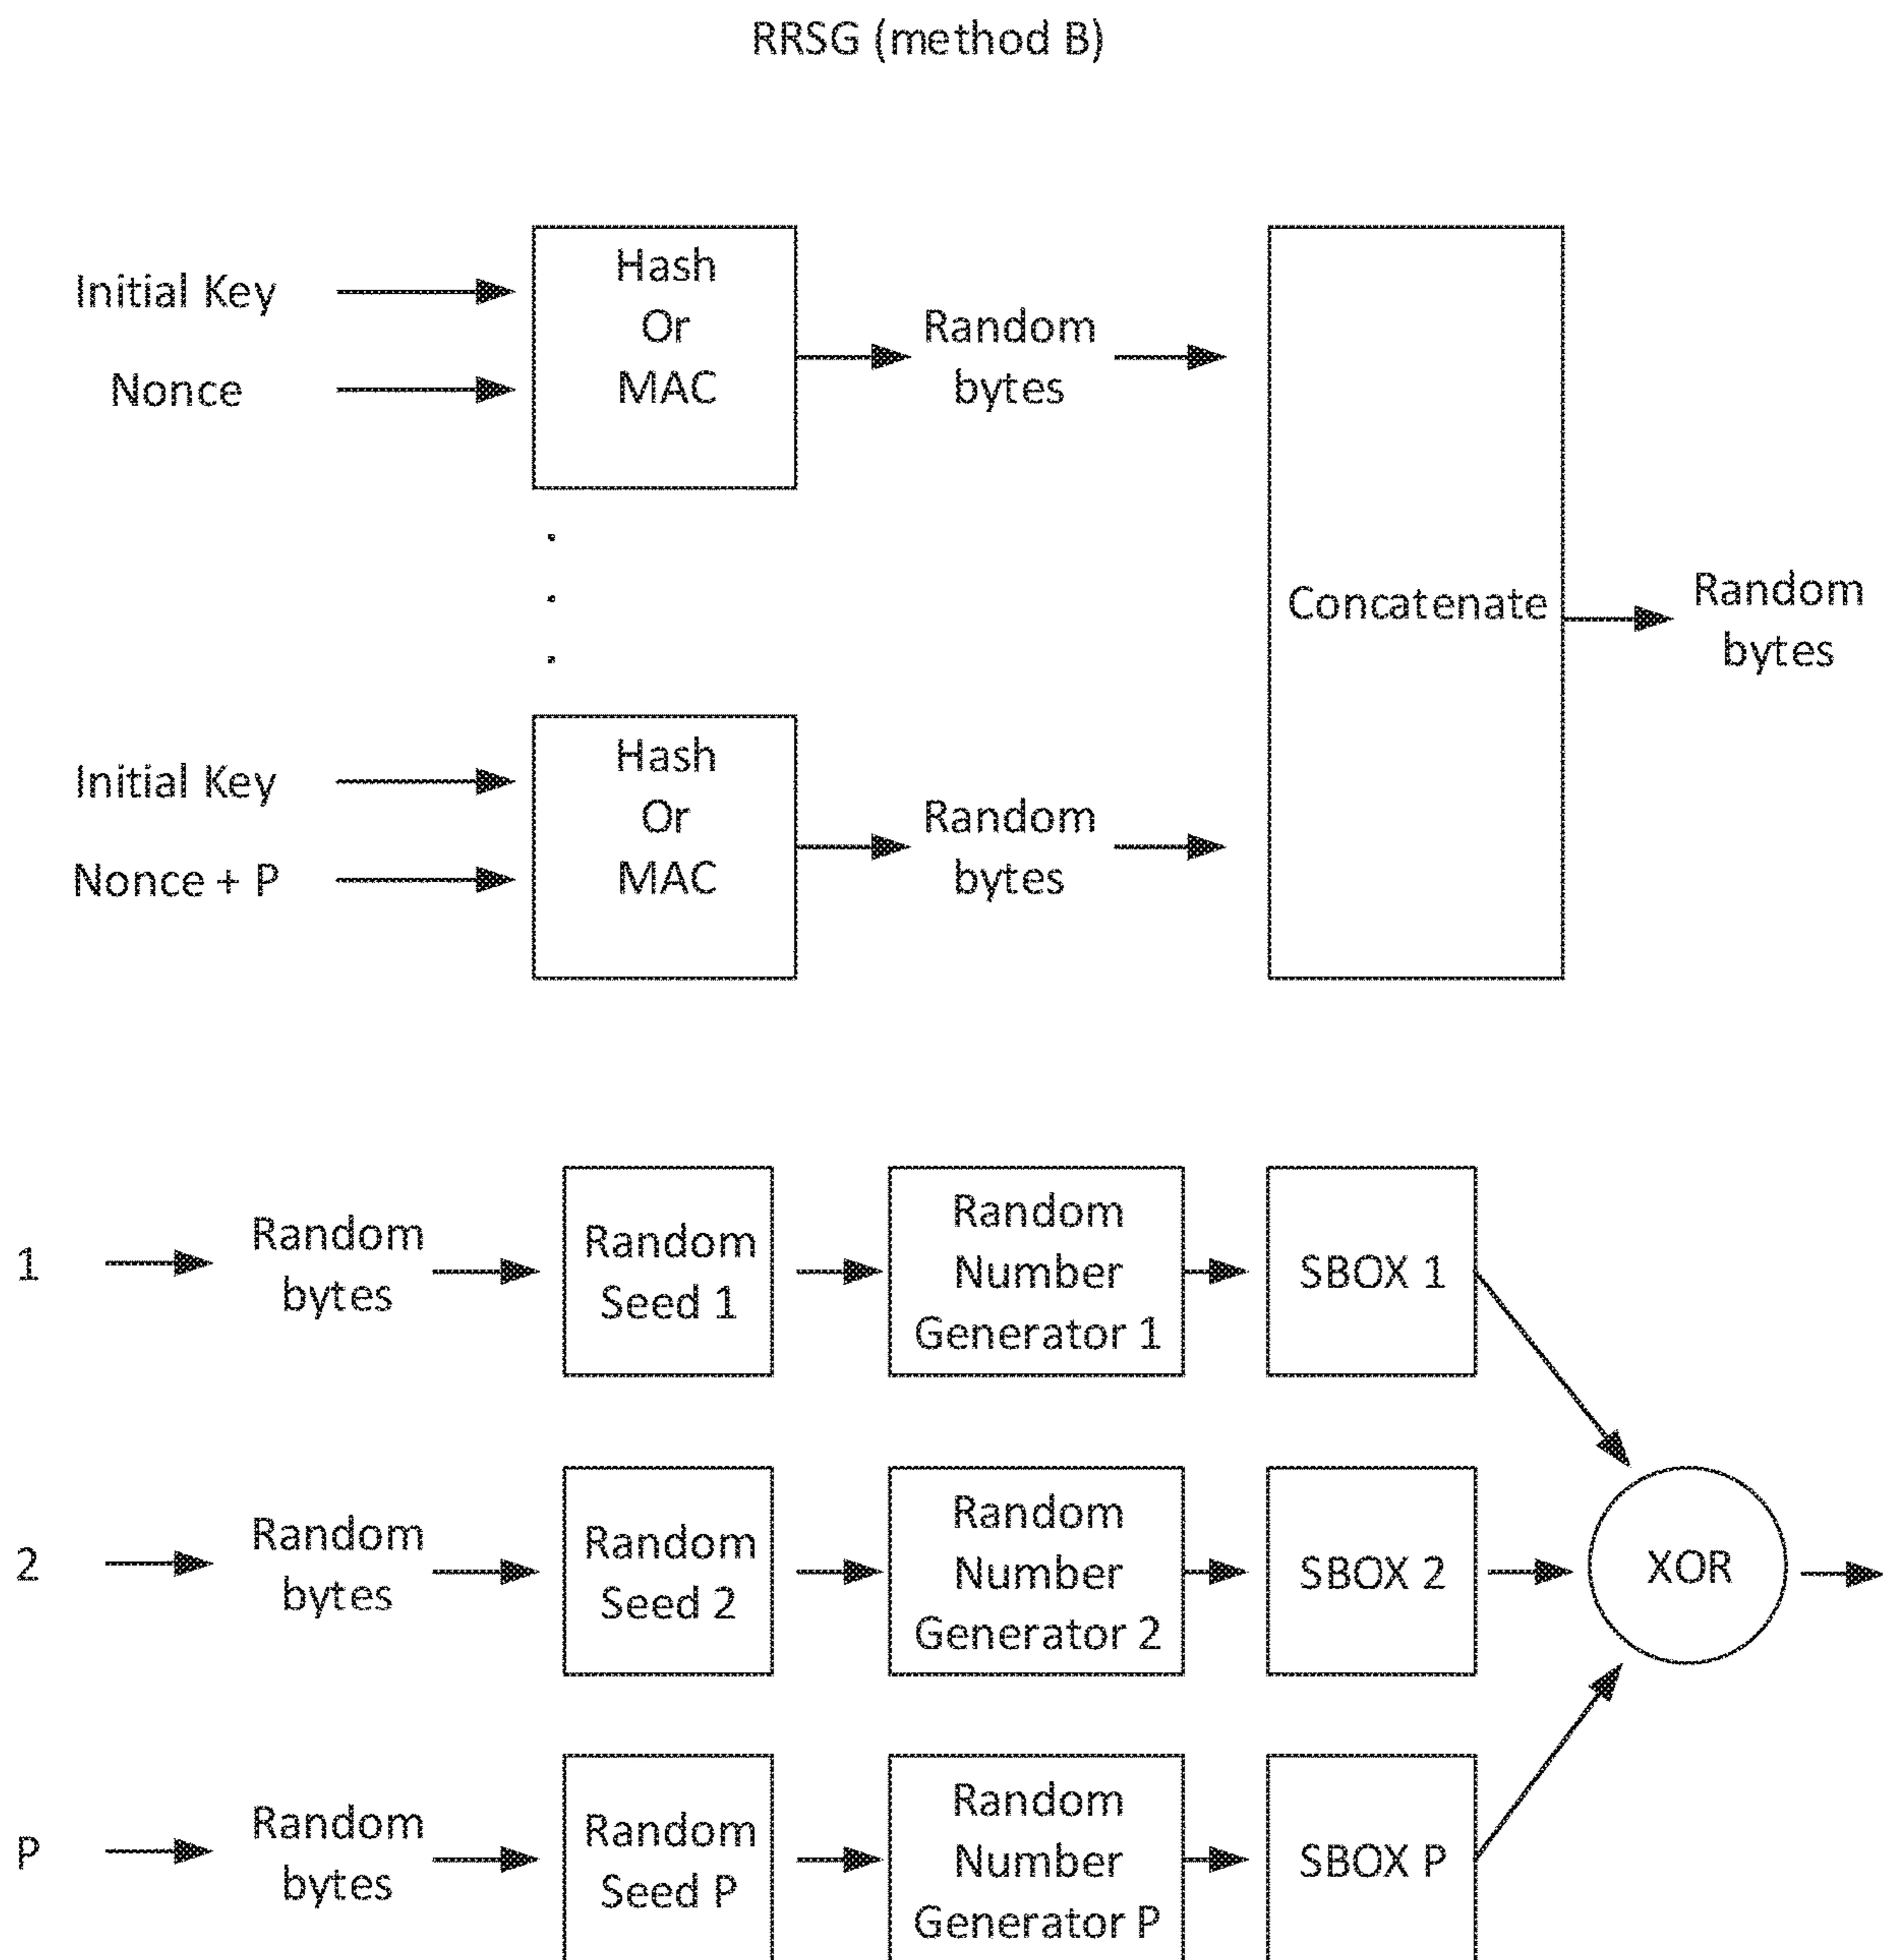 RRSG (method B)
Initial Key
Nonce
Hash
Or
MAC
Random
bytes
Initial Key
Nonce + P
Hash
Or
MAC
Random
bytes
Concatenate
Random
bytes
1
Random
bytes
Random
Seed 1
Random
Number
Generator 1
SBOX 1
2
Random
bytes
Random
Seed 2
Random
Number
Generator 2
SBOX 2
XOR
P
Random
bytes
Random
Seed P
Random
Number
Generator P
SBOX P